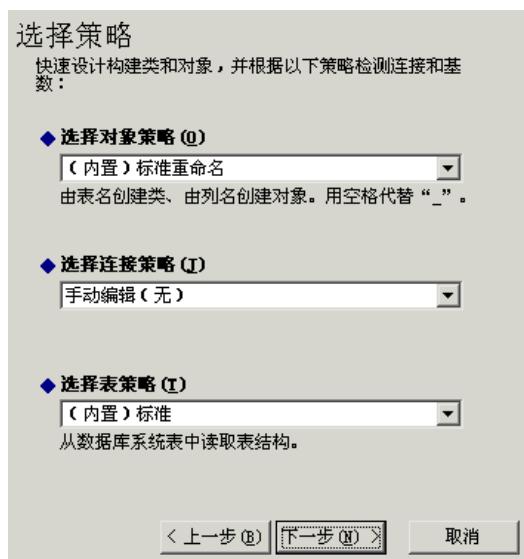 选择策略
快速设计构建类和对象，并根据以下策略检测连接和基
数：
选择对象策略(O)
（内置）标准重命名
由表名创建类、由列名创建对象。用空格代替“_”。
选择连接策略(J)
手动编辑（无）
选择表策略(T)
（内置）标准
从数据库系统表中读取表结构。
< 上一步(B) 下一步(N) > 取消